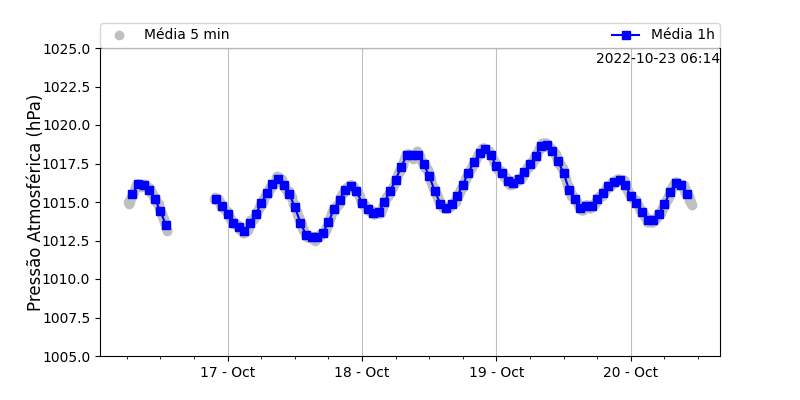 Média 5 min
Média 1h
2022-10-23 06:14
Pressão Atmosférica (hPa)
1025.0
1022.5
1020.0
1017.5
1015.0
1012.5
1010.0
1007.5
1005.0
17 - Oct
18 - Oct
19 - Oct
20 - Oct